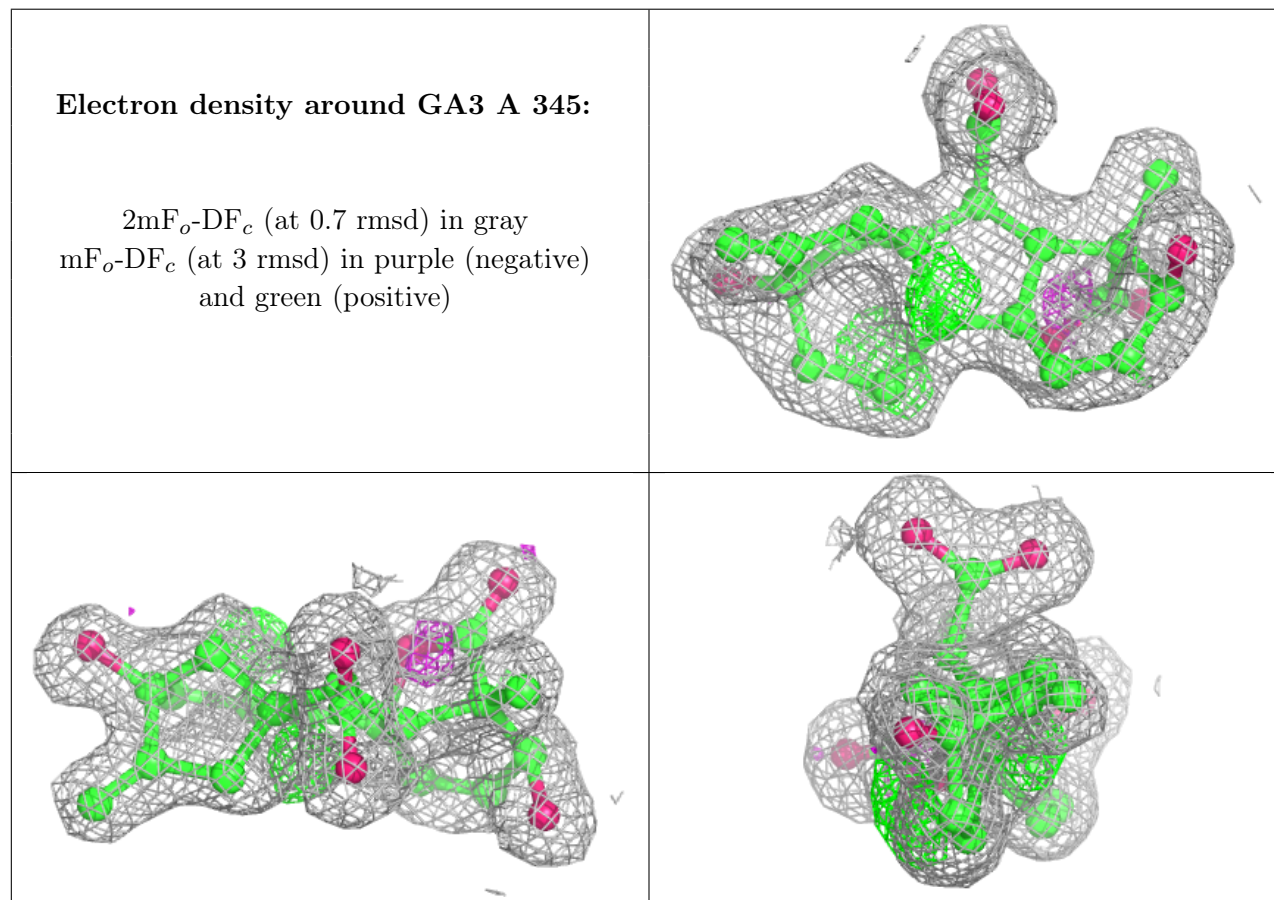 Electron density around GA3 A 345:
2mFo-DFc (at 0.7 rmsd) in gray
mFo-DFc (at 3 rmsd) in purple (negative)
and green (positive)